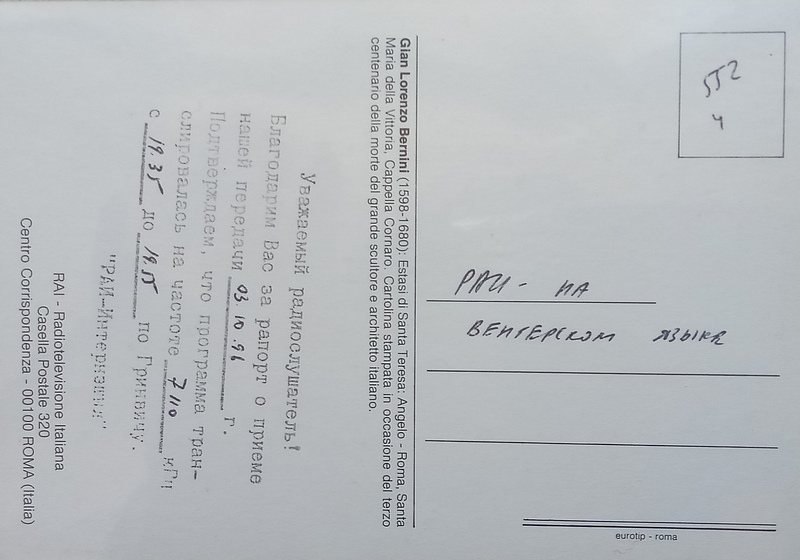 Gian Lorenzo Bernini (1598-1680): Estasi di Santa Teresa: Angelo - Roma, Santa
Maria della Vittoria, Cappella Cornaro. Cartolina stampata in occasione del terzo
centenario della morte del grande scultore e architetto italiano.
Уважаемый радиослушатель!
Благодарим Вас за рапорт о приеме
нашей передачи 03.10.96 г.
Подтверждаем, что программа тран-
слировалась на частоте 7110 кГц
с 19.35 до 19.55 по Гринвичу.
"РАИ-Интернешнл"
RAI - Radiotelevisione Italiana
Casella Postale 320
Centro Corrispondenza - 00100 ROMA (Italia)
552
РАИ - НА
ВЕНГЕРСКОМ ЯЗЫКЕ
eurotip - roma